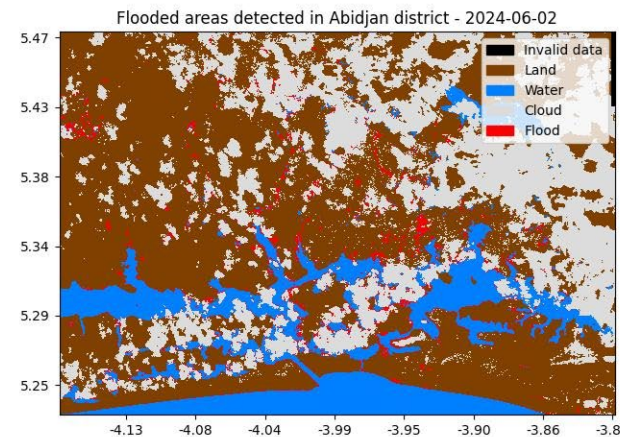 Flooded areas detected in Abidjan district - 2024-06-02
Invalid data
Land
Water
Cloud
Flood
5.47
5.43
5.38
5.34
5.29
5.25
-4.13
-4.08
-4.04
-3.99
-3.95
-3.90
-3.86
-3.8